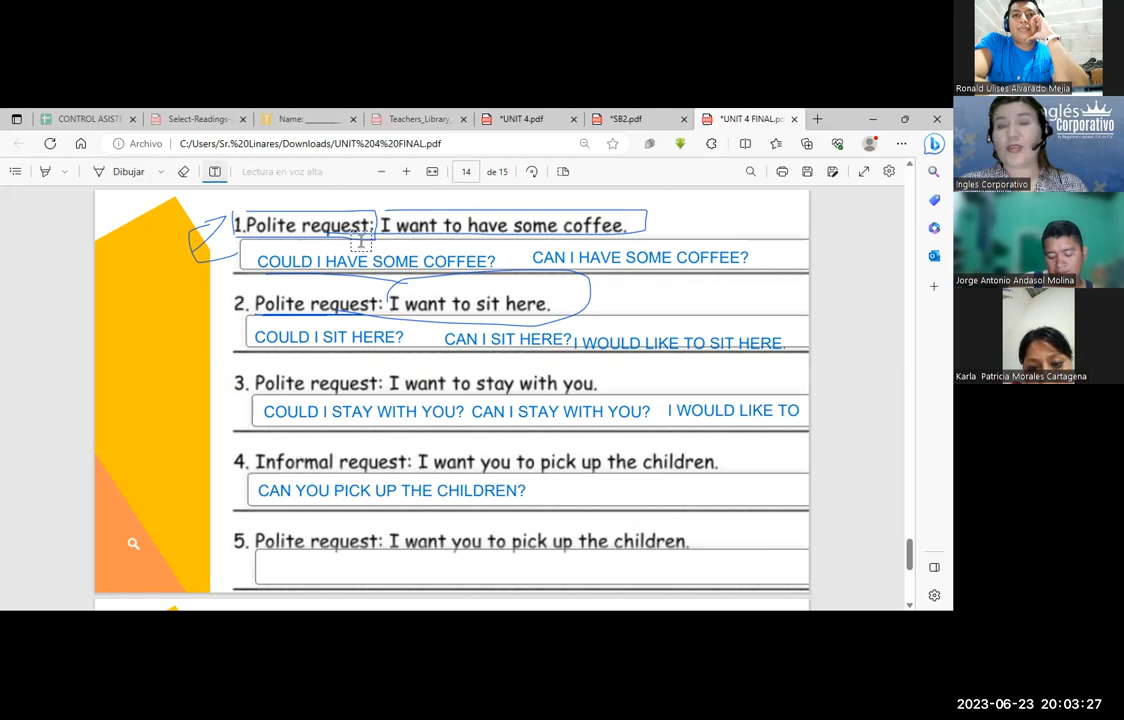 CONTROL ASISTE
Select-Readings-
Name: ________
Teachers_Library_
*UNIT 4.pdf
*SB2.pdf
*UNIT 4 FINAL.pd
Archivo
C:/Users/Sr.%20Linares/Downloads/UNIT%204%20FINAL.pdf
Dibujar
Lectura en voz alta
14
de 15
1.Polite request: I want to have some coffee.
COULD I HAVE SOME COFFEE?
CAN I HAVE SOME COFFEE?
2. Polite request: I want to sit here.
COULD I SIT HERE?
CAN I SIT HERE?
I WOULD LIKE TO SIT HERE.
3. Polite request: I want to stay with you.
COULD I STAY WITH YOU? CAN I STAY WITH YOU?
I WOULD LIKE TO
4. Informal request: I want you to pick up the children.
CAN YOU PICK UP THE CHILDREN?
5. Polite request: I want you to pick up the children.
Ronald Ulises Alvarado Mejia
Inglés
Corporativo
Ingles Corporativo
Jorge Antonio Andasol Molina
Karla Patricia Morales Cartagena
2023-06-23 20:03:27